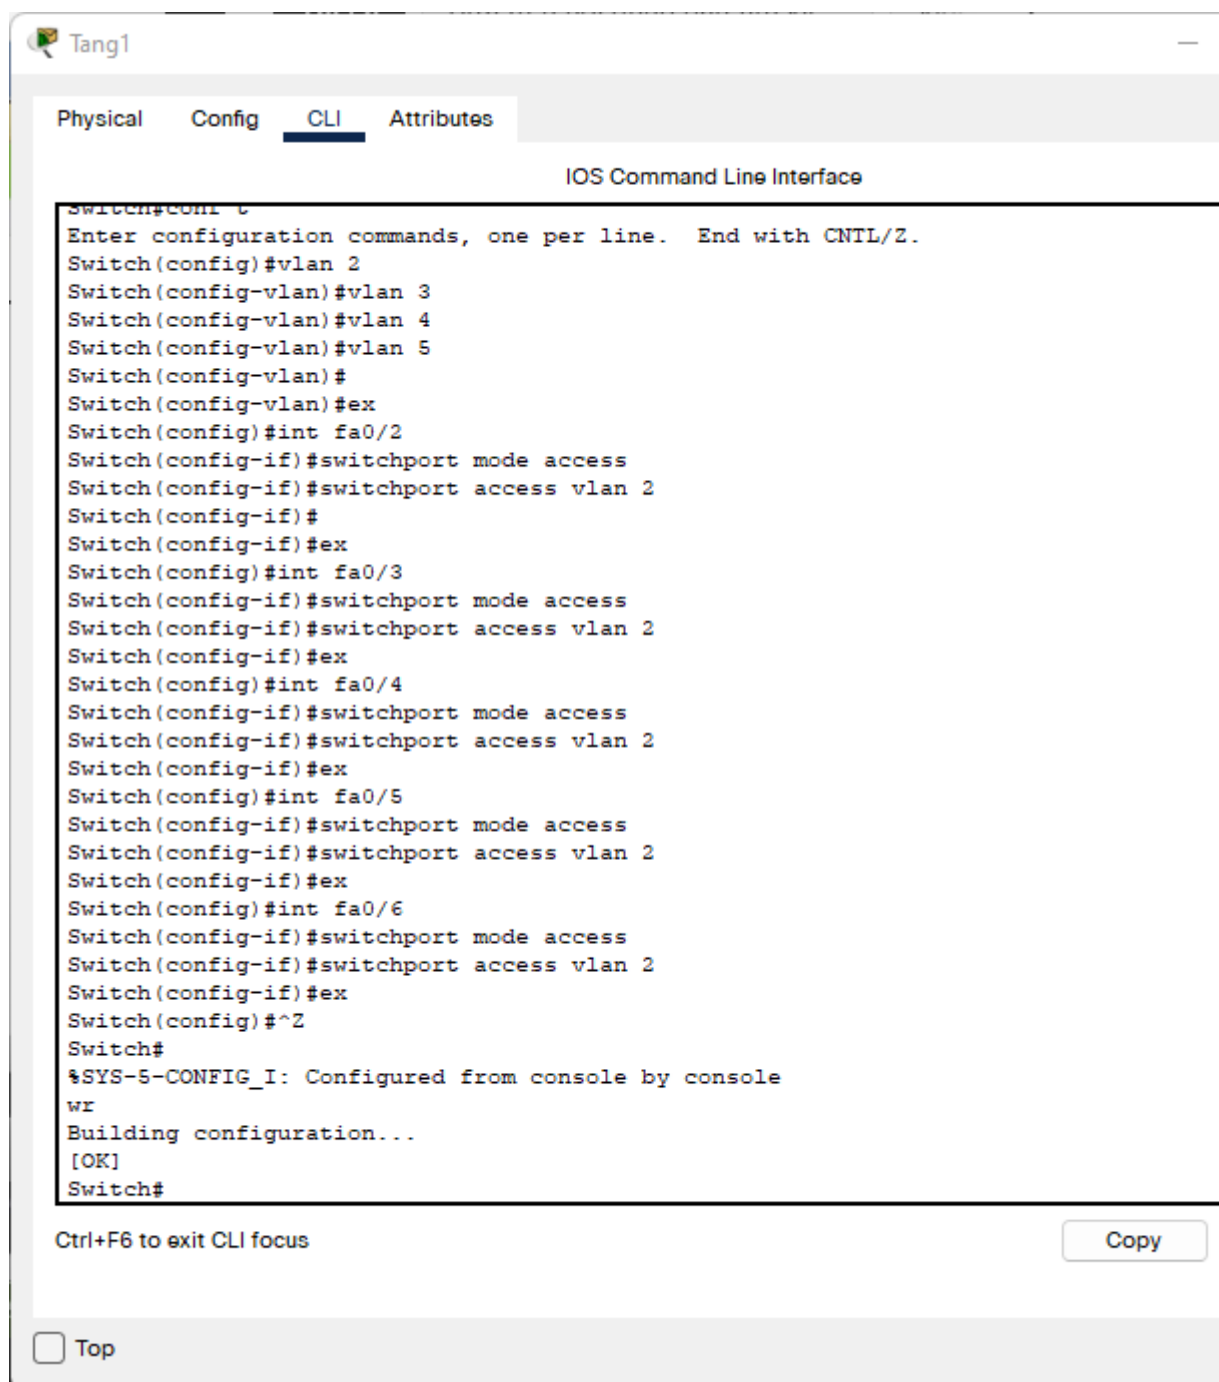 Tang1
Physical Config CLI Attributes
IOS Command Line Interface
Switch#conf t
Enter configuration commands, one per line.  End with CNTL/Z.
Switch(config)#vlan 2
Switch(config-vlan)#vlan 3
Switch(config-vlan)#vlan 4
Switch(config-vlan)#vlan 5
Switch(config-vlan)#
Switch(config-vlan)#ex
Switch(config)#int fa0/2
Switch(config-if)#switchport mode access
Switch(config-if)#switchport access vlan 2
Switch(config-if)#
Switch(config-if)#ex
Switch(config)#int fa0/3
Switch(config-if)#switchport mode access
Switch(config-if)#switchport access vlan 2
Switch(config-if)#ex
Switch(config)#int fa0/4
Switch(config-if)#switchport mode access
Switch(config-if)#switchport access vlan 2
Switch(config-if)#ex
Switch(config)#int fa0/5
Switch(config-if)#switchport mode access
Switch(config-if)#switchport access vlan 2
Switch(config-if)#ex
Switch(config)#int fa0/6
Switch(config-if)#switchport mode access
Switch(config-if)#switchport access vlan 2
Switch(config-if)#ex
Switch(config)#^Z
Switch#
%SYS-5-CONFIG_I: Configured from console by console
wr
Building configuration...
[OK]
Switch#
Ctrl+F6 to exit CLI focus
Copy
Top